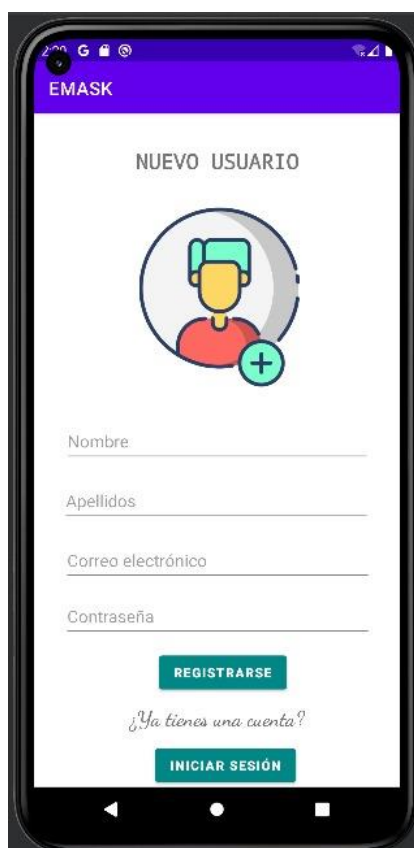 G
EMASK
NUEVO USUARIO
Nombre
Apellidos
Correo electrónico
Contraseña
REGISTRARSE
¿Ya tienes una cuenta?
INICIAR SESIÓN